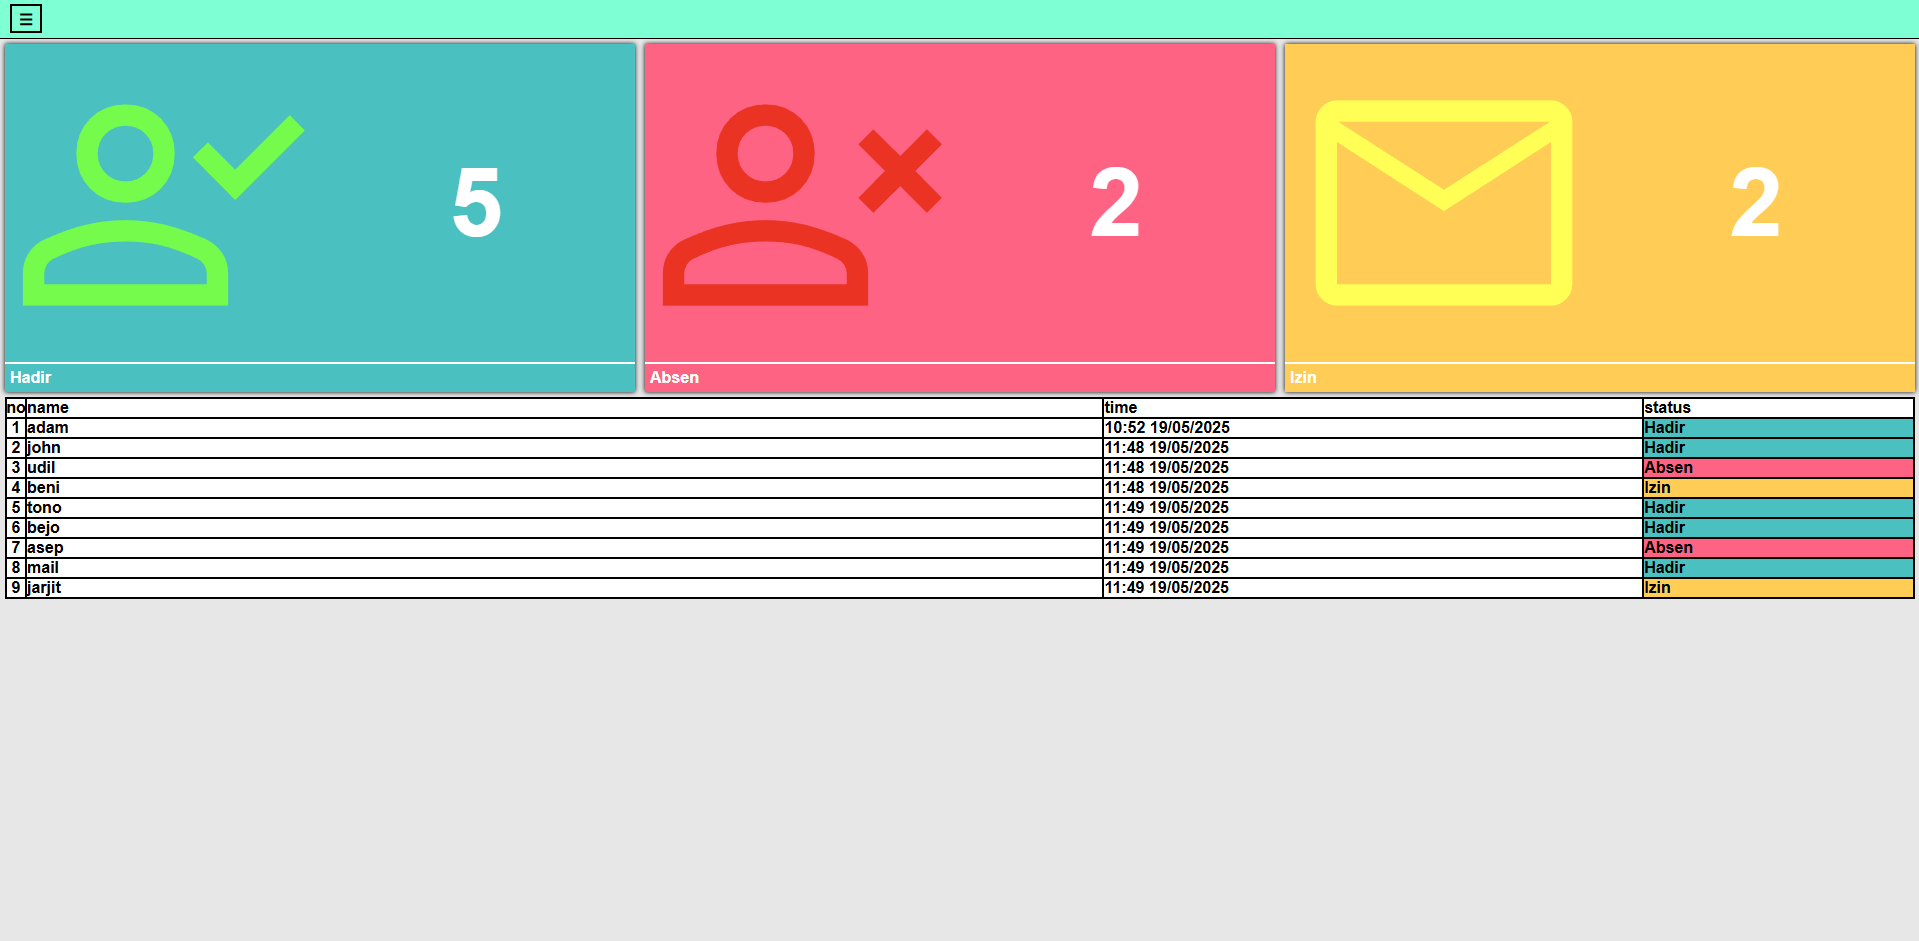 ☰
5
2
2
Hadir
Absen
Izin
no name time status
1 adam 10:52 19/05/2025 Hadir
2 john 11:48 19/05/2025 Hadir
3 udil 11:48 19/05/2025 Absen
4 beni 11:48 19/05/2025 Izin
5 tono 11:49 19/05/2025 Hadir
6 bejo 11:49 19/05/2025 Hadir
7 asep 11:49 19/05/2025 Absen
8 mail 11:49 19/05/2025 Hadir
9 jarjit 11:49 19/05/2025 Izin